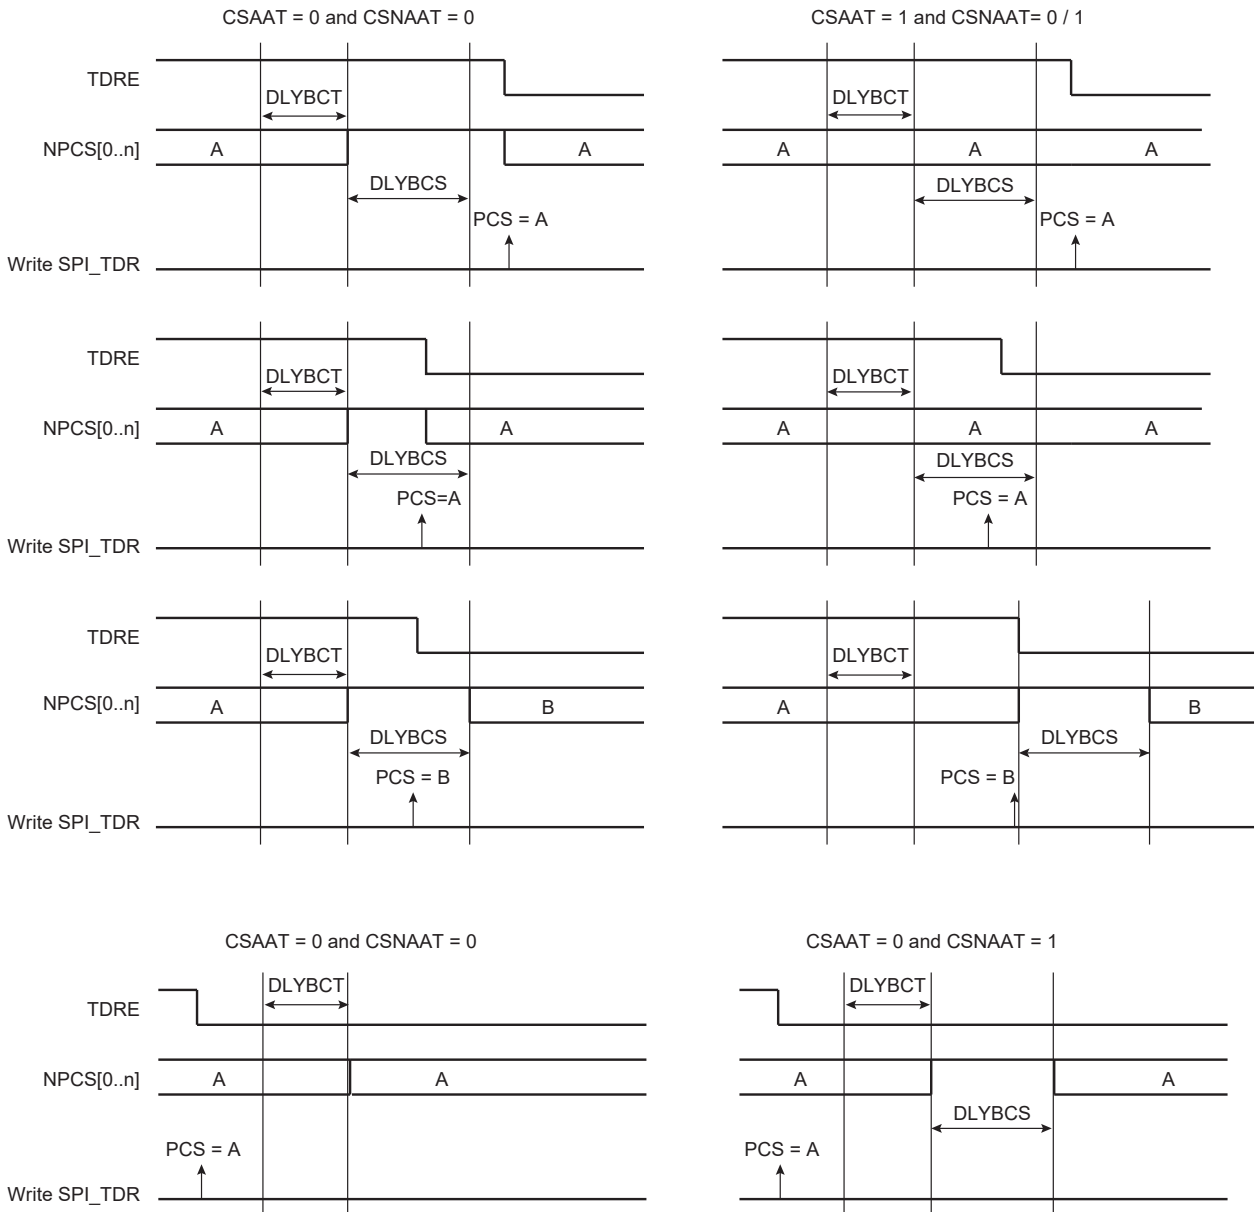 CSAAT = 0 and CSNAAT = 0
CSAAT = 1 and CSNAAT= 0 / 1
TDRE
DLYBCT
DLYBCT
NPCS[0..n]
A
A
A
A
A
DLYBCS
DLYBCS
PCS = A
PCS = A
Write SPI_TDR
TDRE
DLYBCT
DLYBCT
NPCS[0..n]
A
A
A
A
A
DLYBCS
DLYBCS
PCS=A
PCS = A
Write SPI_TDR
TDRE
DLYBCT
DLYBCT
NPCS[0..n]
A
B
A
B
DLYBCS
DLYBCS
PCS = B
PCS = B
Write SPI_TDR
CSAAT = 0 and CSNAAT = 0
CSAAT = 0 and CSNAAT = 1
DLYBCT
DLYBCT
TDRE
NPCS[0..n]
A
A
A
A
DLYBCS
PCS = A
PCS = A
Write SPI_TDR